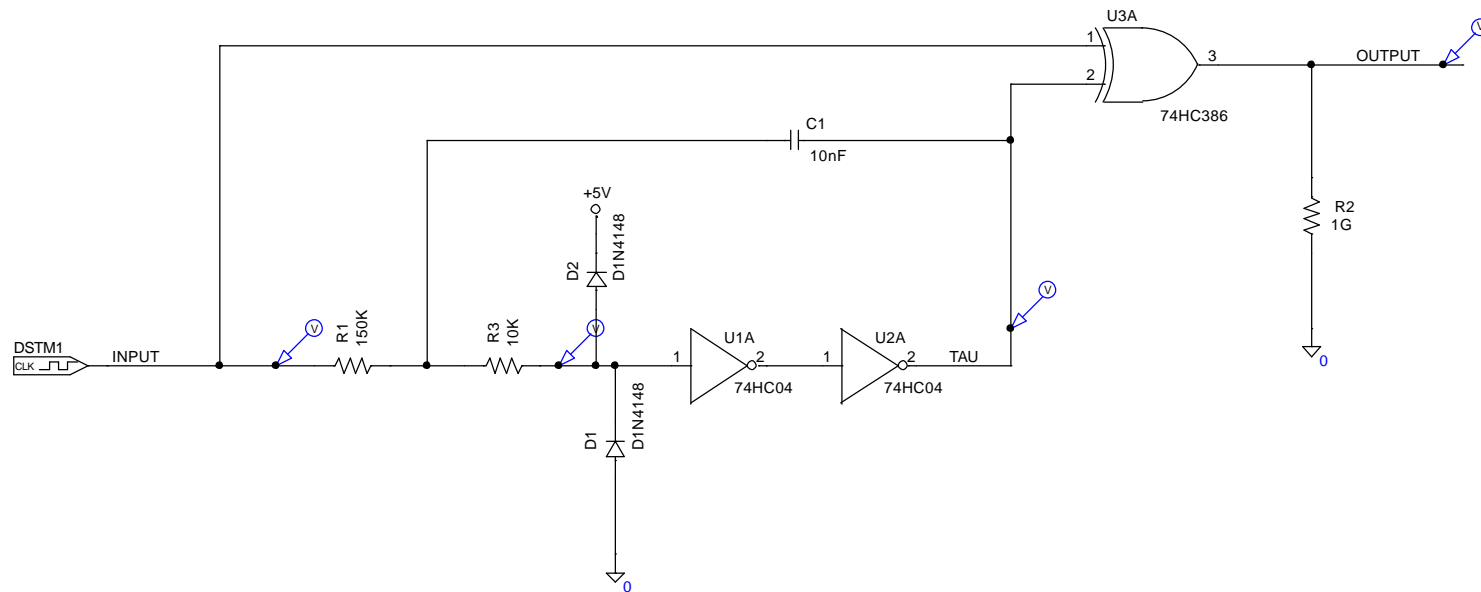 U3A
1
2
3
OUTPUT
V
74HC386
C1
10nF
+5V
D2
D1N4148
R2
1G
0
DSTM1
CLK
INPUT
V
R1
150K
R3
10K
V
1
U1A
2
74HC04
1
U2A
2
74HC04
TAU
V
D1
D1N4148
0